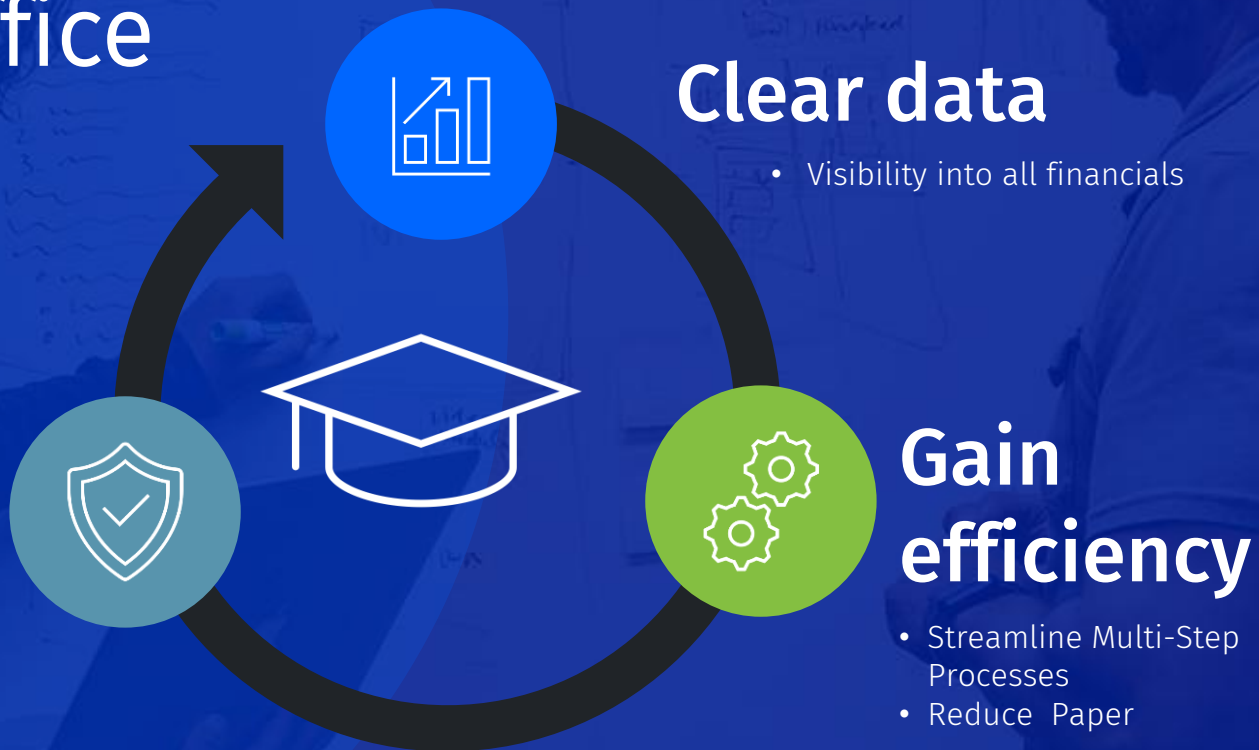 fice
Clear data
• Visibility into all financials
Gain
efficiency
• Streamline Multi-Step
Processes
• Reduce  Paper